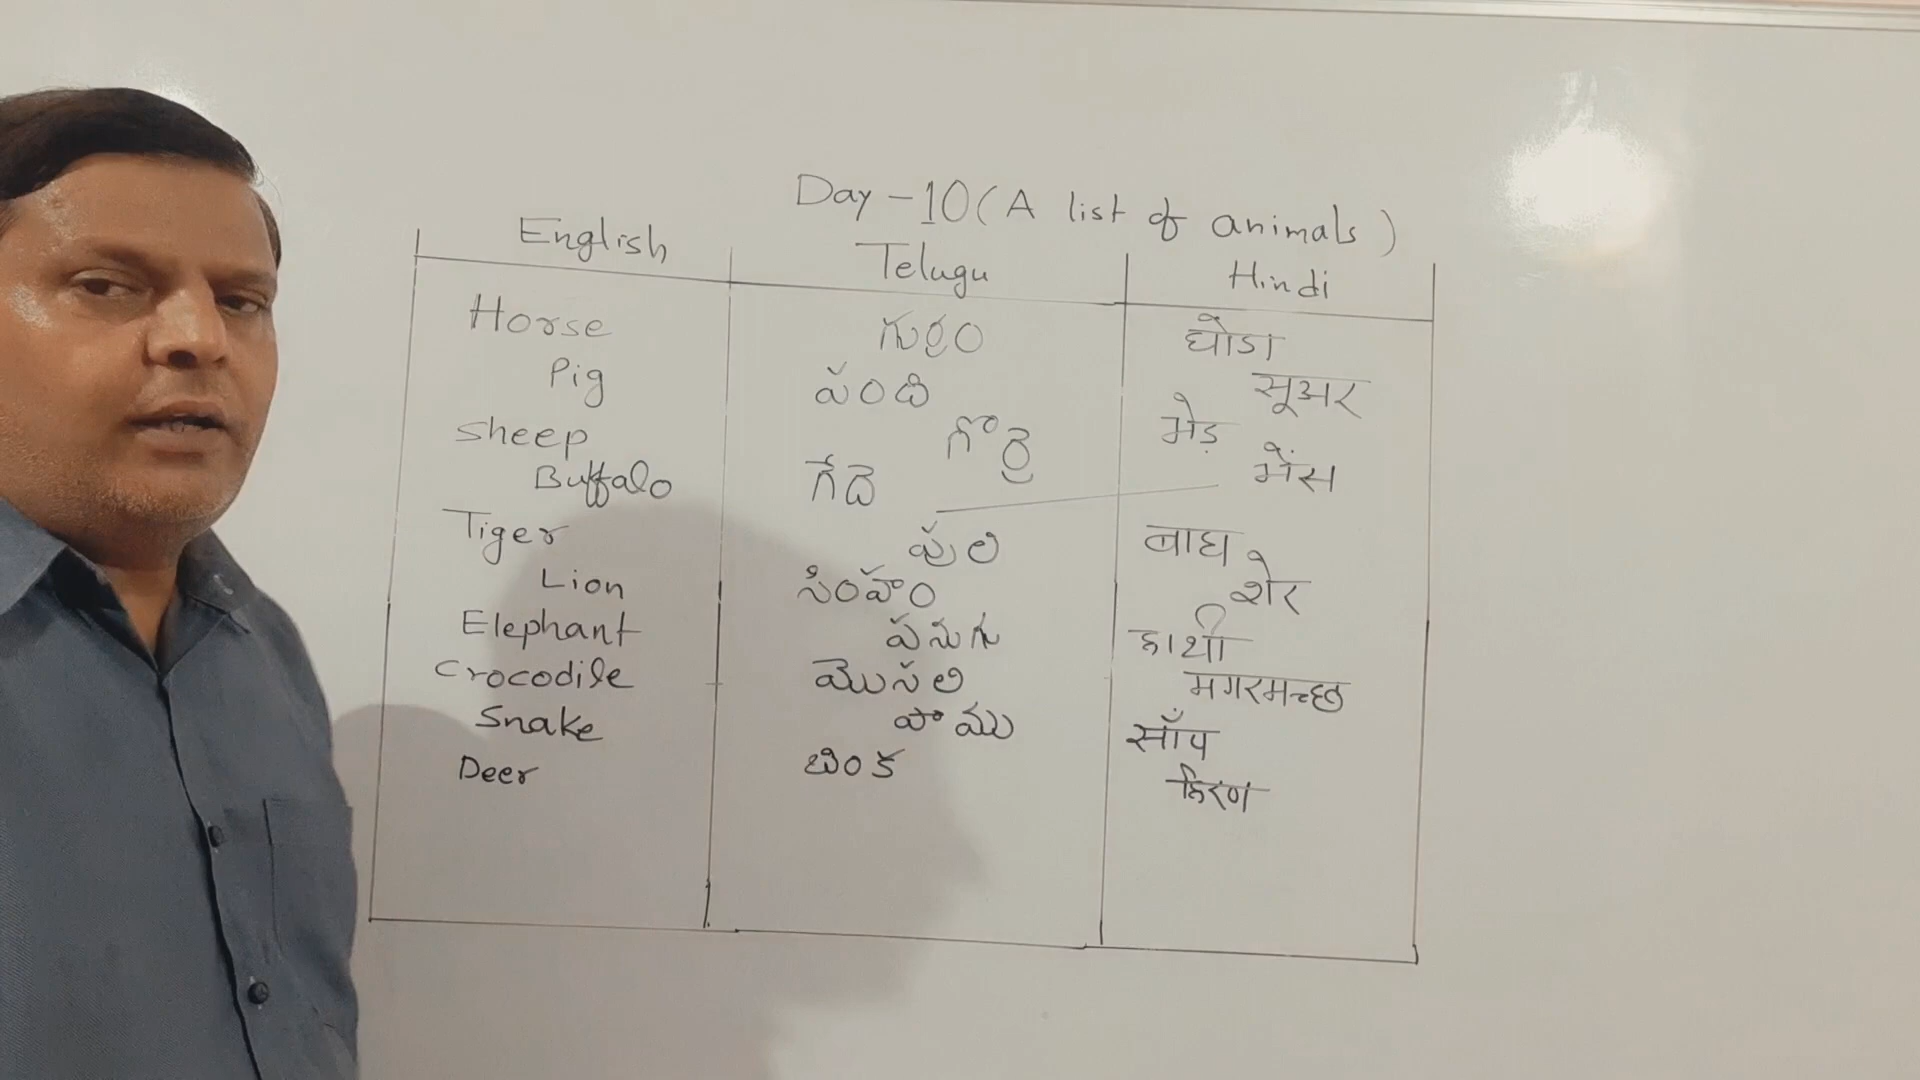 Day - 10 (A list of animals)
English Telugu Hindi
Horse గుర్రం घोडा
Pig పంది सूअर
Sheep గొర్రె भेड़
Buffalo గేదె भैंस
Tiger పులి बाघ
Lion సింహం शेर
Elephant ఏనుగు हाथी
Crocodile మొసలి मगरमच्छ
Snake పాము साँप
Deer జింక हिरण